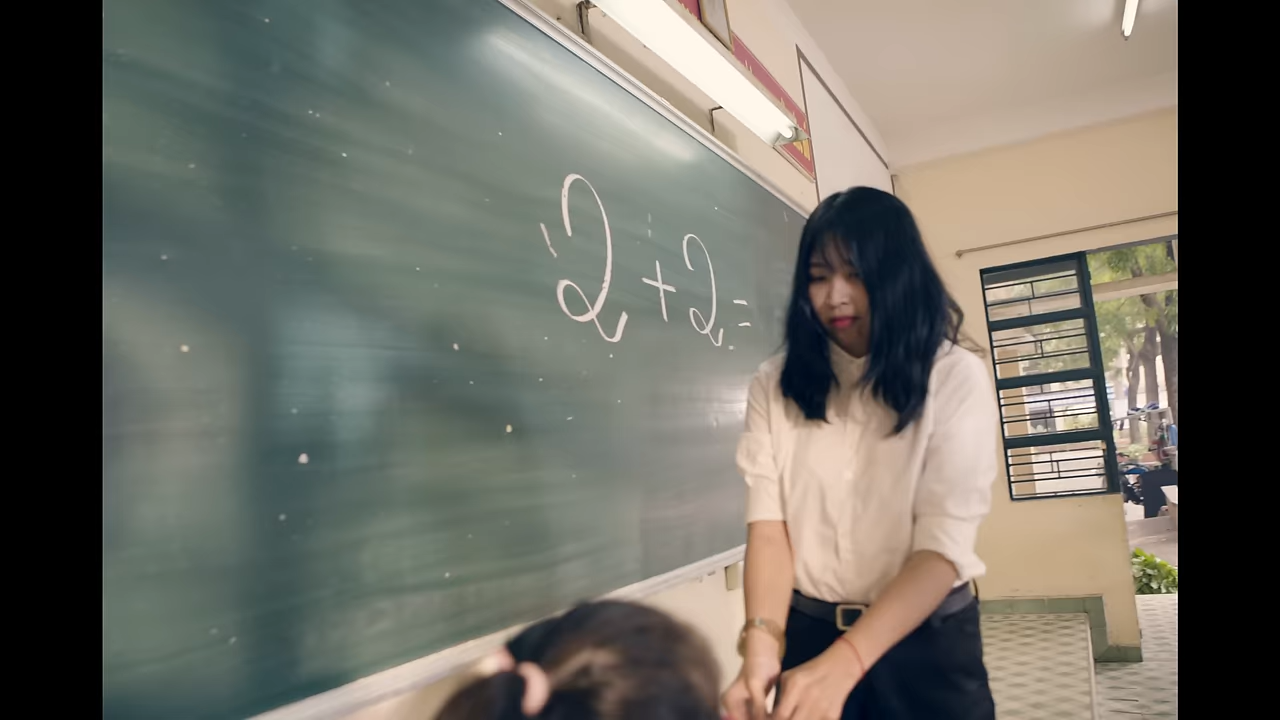 2 + 2 =